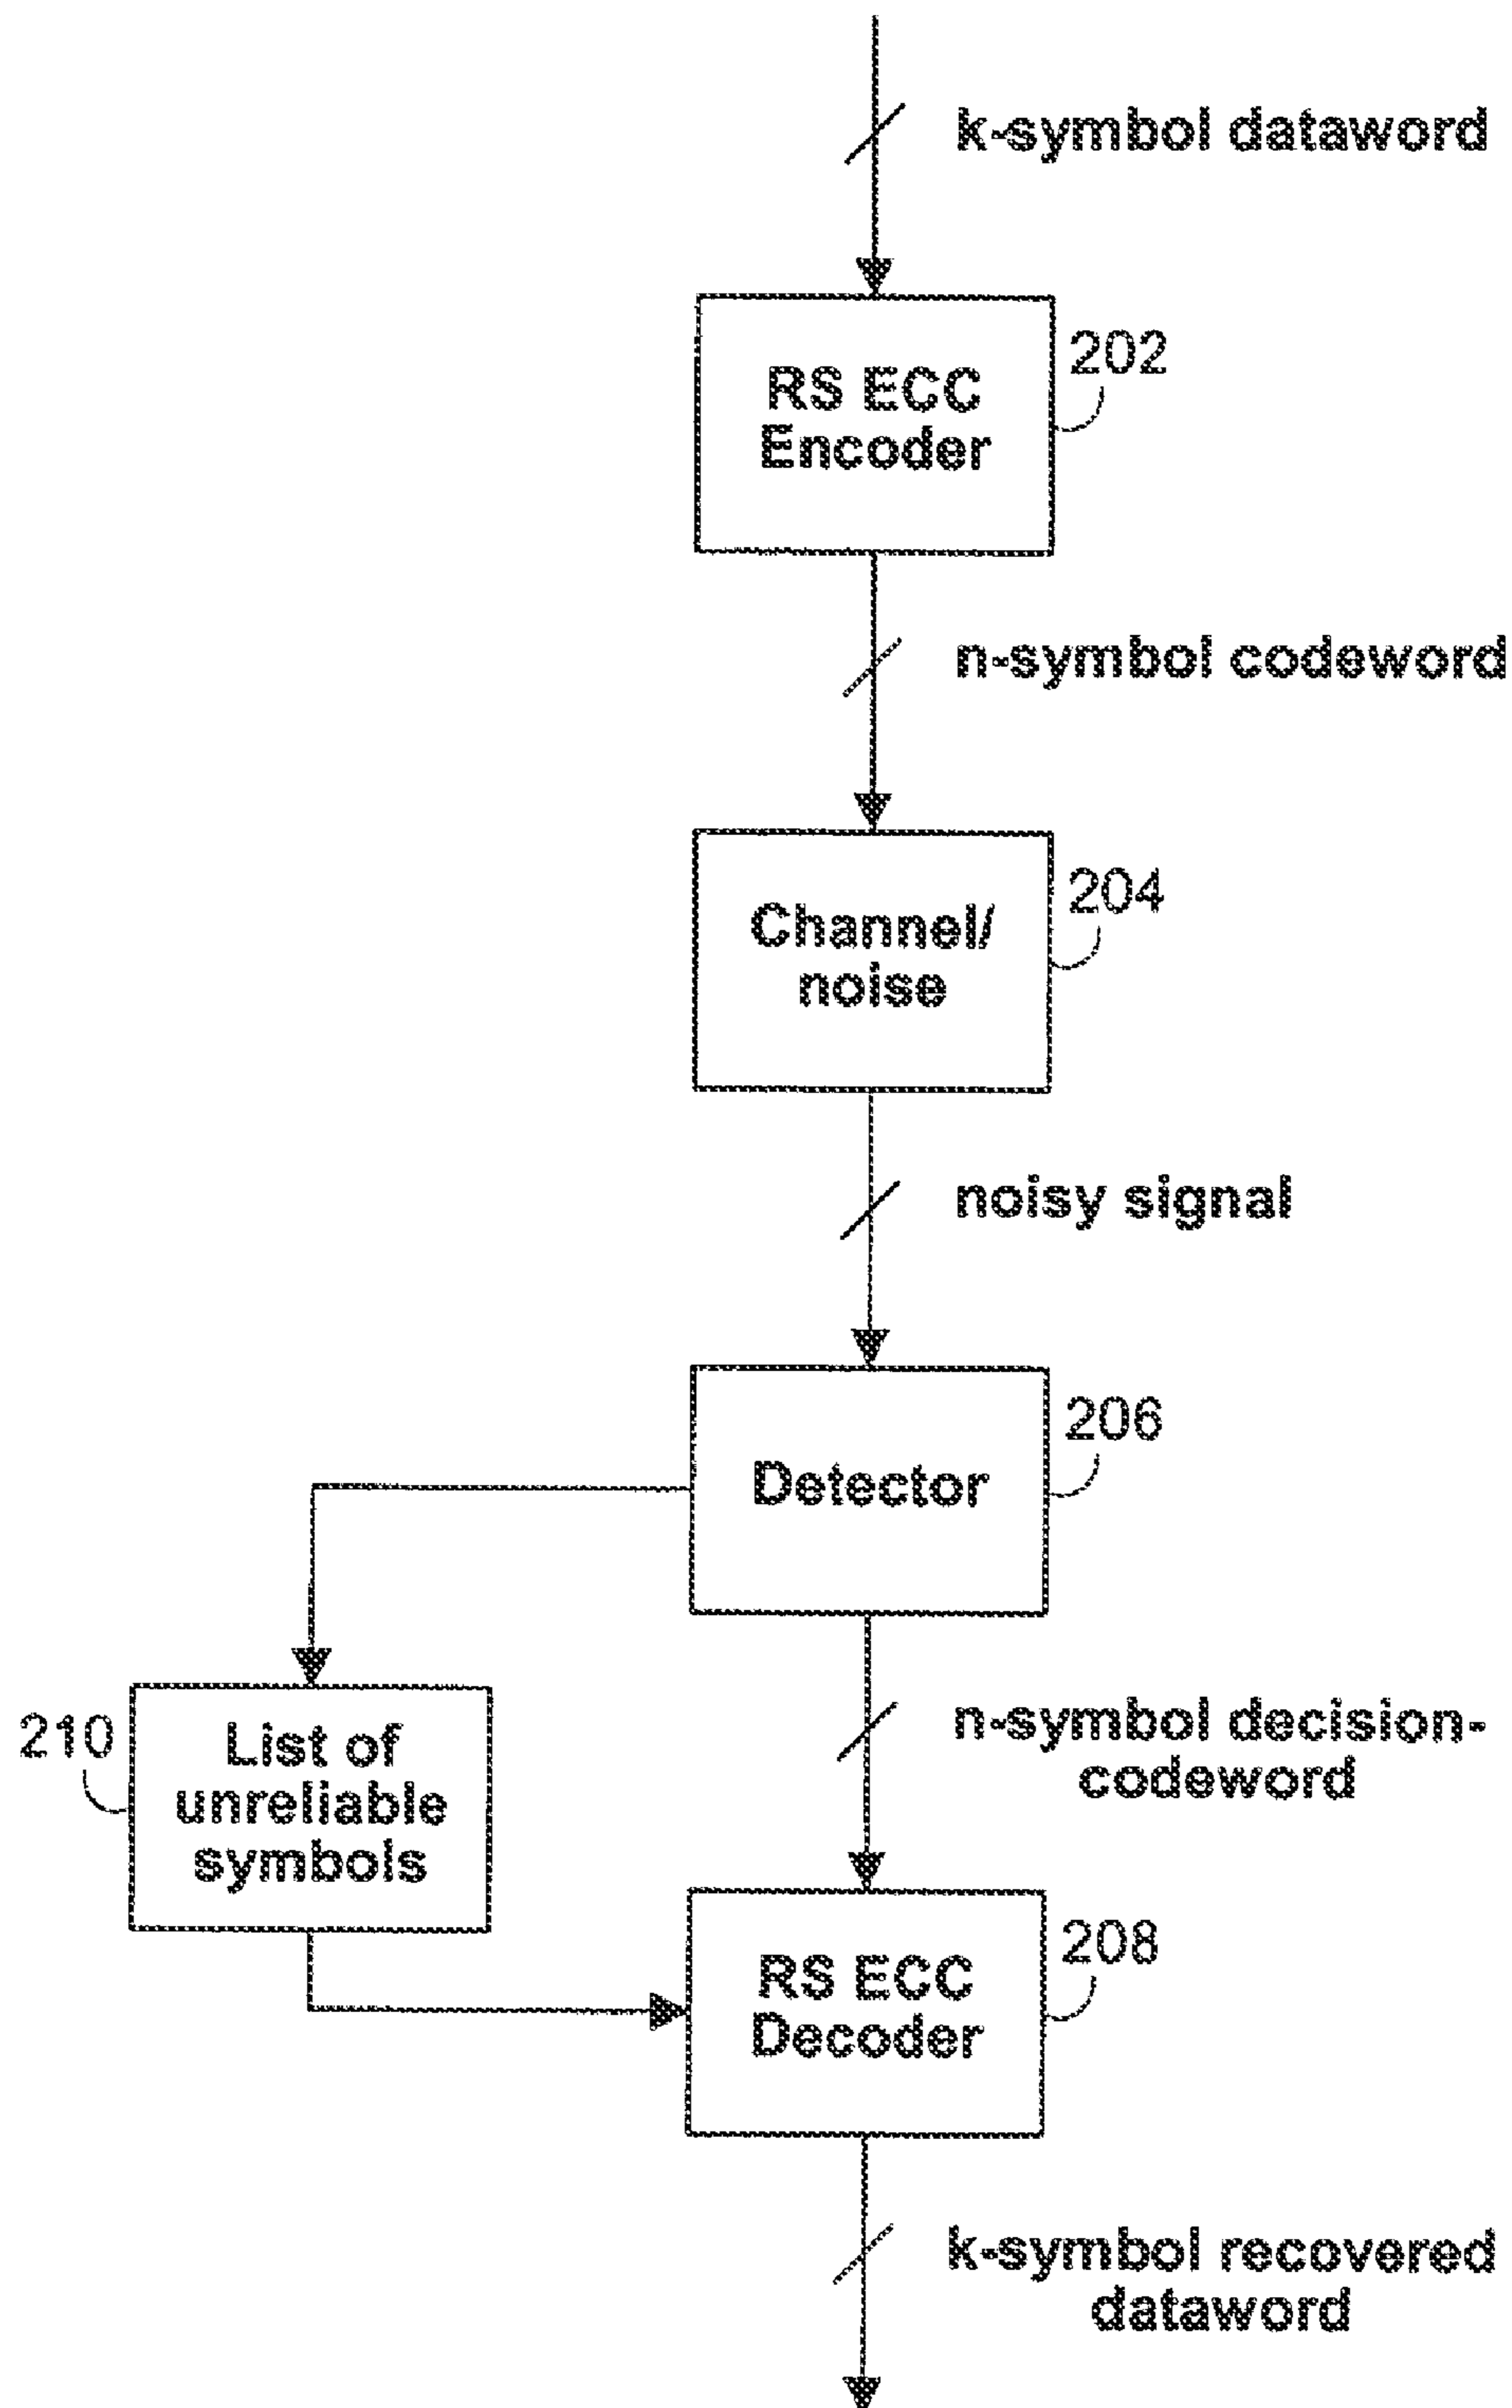 k-symbol dataword
RS ECC
Encoder
202
n-symbol codeword
Channel/
noise
204
noisy signal
Detector
206
210
List of
unreliable
symbols
n-symbol decision-
codeword
RS ECC
Decoder
208
k-symbol recovered
dataword